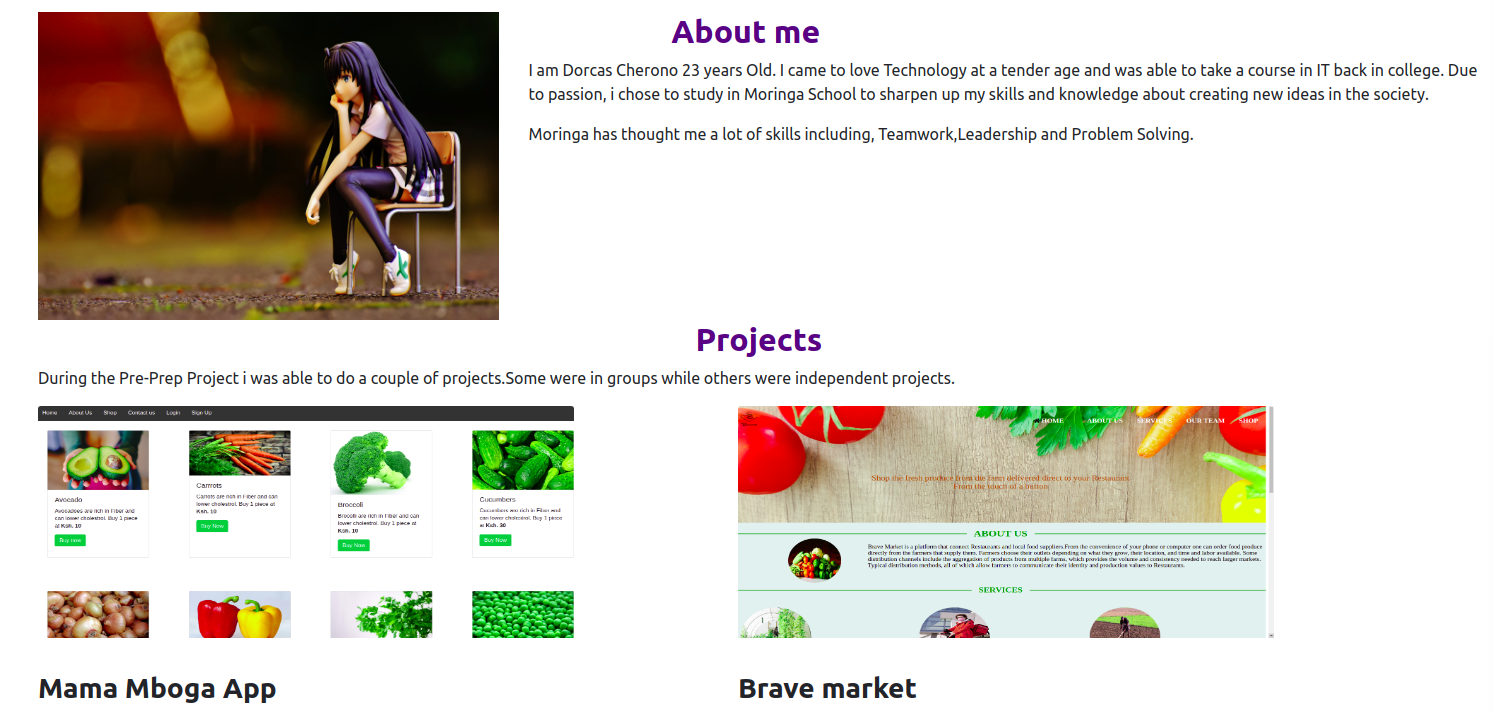 About me
I am Dorcas Cherono 23 years Old. I came to love Technology at a tender age and was able to take a course in IT back in college. Due
to passion, i chose to study in Moringa School to sharpen up my skills and knowledge about creating new ideas in the society.
Moringa has thought me a lot of skills including, Teamwork,Leadership and Problem Solving.
Projects
During the Pre-Prep Project i was able to do a couple of projects.Some were in groups while others were independent projects.
Home About Us Shop Contact us Login Sign Up
Avocado
Avocadoes are rich in Fiber and
can lower cholestrol. Buy 1 piece
at Ksh. 10
Buy now
Carrots
Carrots are rich in Fiber and can
lower cholestrol. Buy 1 piece at
Ksh. 10
Buy Now
Broccoli
Brocoli are rich in Fiber and can
lower cholestrol. Buy 1 piece at
Ksh. 10
Buy Now
Cucumbers
Cucumbers are rich in Fiber and
can lower cholestrol. Buy 1 piece
at Ksh. 30
Buy Now
HOME ABOUT US SERVICES OUR TEAM SHOP
Shop the fresh produce from the farm delivered direct to your Restaurant
From the touch of a button
ABOUT US
Brave Market is a platform that connect Restaurants and local food suppliers.From the convenience of your phone or computer one can order food produce
directly from the farmers that supply them. Farmers choose their outlets depending on what they grow, their location, and time and labor available. Some
distribution channels include the aggregation of products from multiple farms, which provides the volume and consistency needed to reach larger markets.
Typical distribution methods, all of which allow farmers to communicate their identity and production values to Restaurants.
SERVICES
Mama Mboga App
Brave market